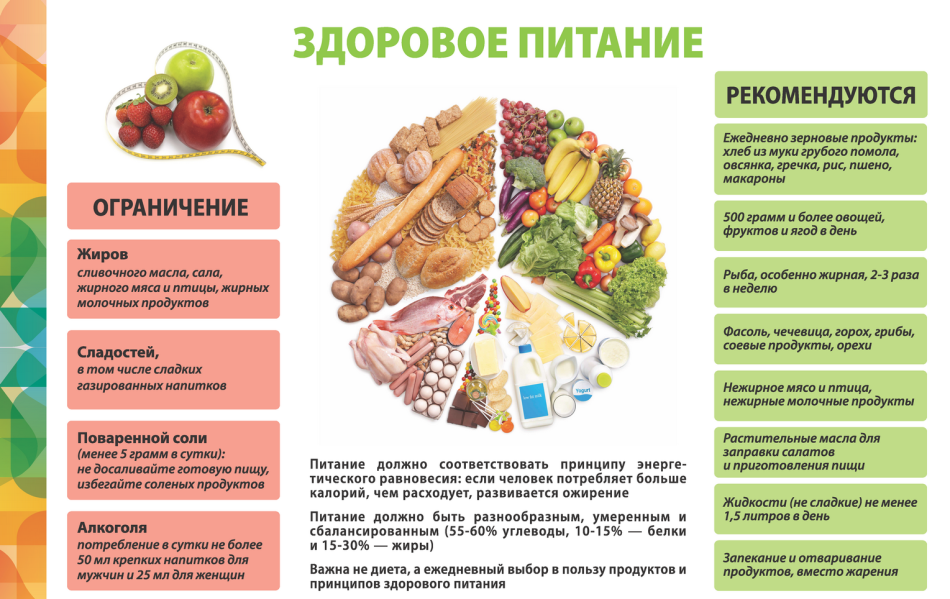 ЗДОРОВОЕ ПИТАНИЕ
ОГРАНИЧЕНИЕ
Жиров
сливочного масла, сала,
жирного мяса и птицы, жирных
молочных продуктов
Сладостей,
в том числе сладких
газированных напитков
Поваренной соли
(менее 5 грамм в сутки):
не досаливайте готовую пищу,
избегайте соленых продуктов
Алкоголя
потребление в сутки не более
50 мл крепких напитков для
мужчин и 25 мл для женщин
Yogurt
Питание должно соответствовать принципу энерге-
тического равновесия: если человек потребляет больше
калорий, чем расходует, развивается ожирение
Питание должно быть разнообразным, умеренным и
сбалансированным (55-60% углеводы, 10-15% — белки
и 15-30% — жиры)
Важна не диета, а ежедневный выбор в пользу продуктов и
принципов здорового питания
РЕКОМЕНДУЮТСЯ
Ежедневно зерновые продукты:
хлеб из муки грубого помола,
овсянка, гречка, рис, пшено,
макароны
500 грамм и более овощей,
фруктов и ягод в день
Рыба, особенно жирная, 2-3 раза
в неделю
Фасоль, чечевица, горох, грибы,
соевые продукты, орехи
Нежирное мясо и птица,
нежирные молочные продукты
Растительные масла для
заправки салатов
и приготовления пищи
Жидкости (не сладкие) не менее
1,5 литров в день
Запекание и отваривание
продуктов, вместо жарения